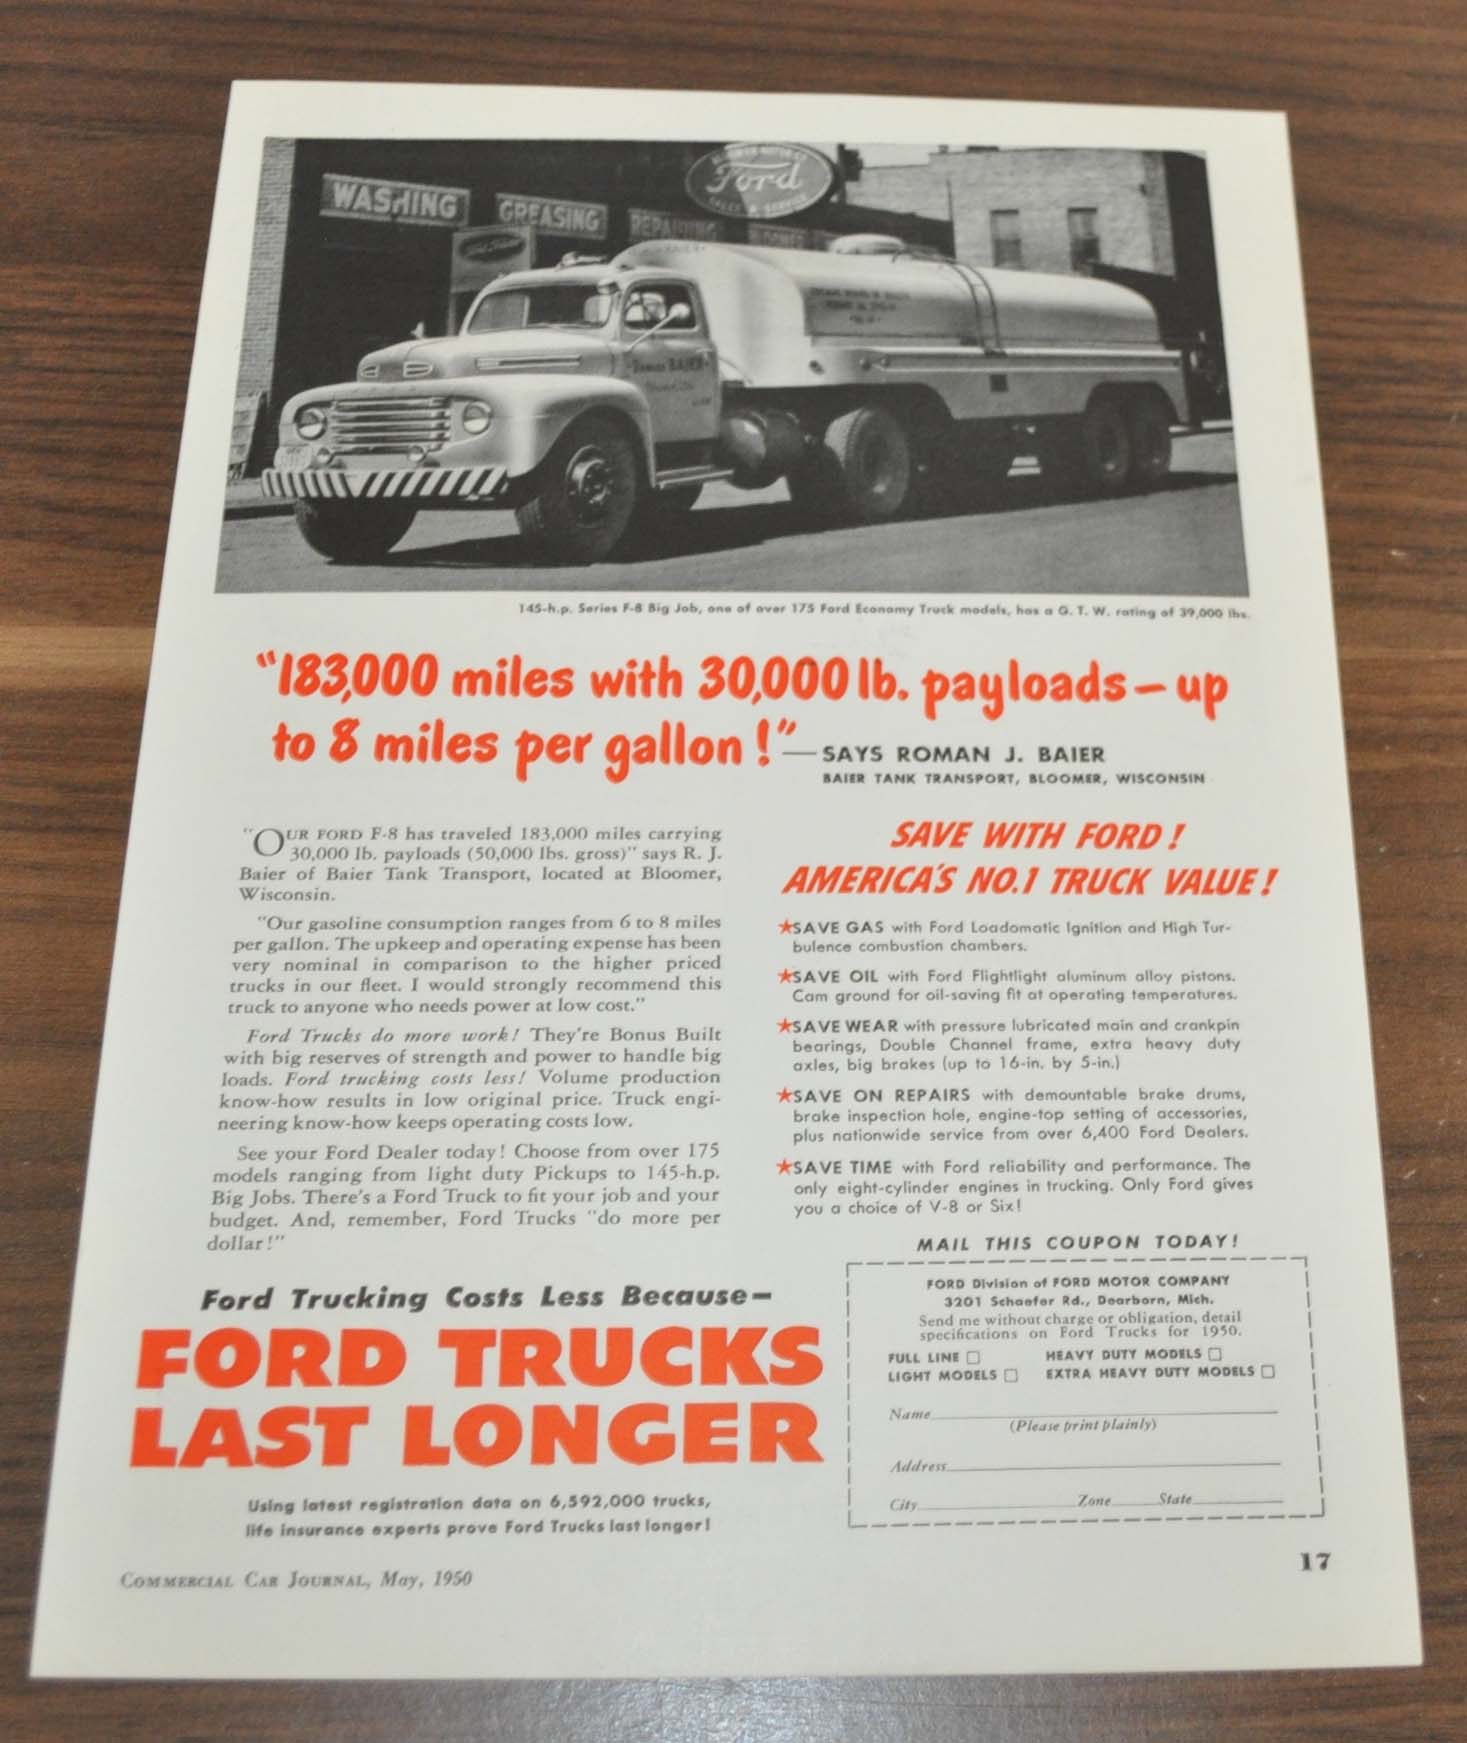 WASHING
GREASING
REPAIRING
Ford
SALES & SERVICE
BAIER
145-h.p. Series F-8 Big Job, one of over 175 Ford Economy Truck models, has a G. T. W. rating of 39,000 lbs.
"183,000 miles with 30,000 lb. payloads – up
to 8 miles per gallon!" — SAYS ROMAN J. BAIER
BAIER TANK TRANSPORT, BLOOMER, WISCONSIN
"OUR FORD F-8 has traveled 183,000 miles carrying
30,000 lb. payloads (50,000 lbs. gross)" says R. J.
Baier of Baier Tank Transport, located at Bloomer,
Wisconsin.
"Our gasoline consumption ranges from 6 to 8 miles
per gallon. The upkeep and operating expense has been
very nominal in comparison to the higher priced
trucks in our fleet. I would strongly recommend this
truck to anyone who needs power at low cost."
Ford Trucks do more work! They're Bonus Built
with big reserves of strength and power to handle big
loads. Ford trucking costs less! Volume production
know-how results in low original price. Truck engi-
neering know-how keeps operating costs low.
See your Ford Dealer today! Choose from over 175
models ranging from light duty Pickups to 145-h.p.
Big Jobs. There's a Ford Truck to fit your job and your
budget. And, remember, Ford Trucks "do more per
dollar!"
Ford Trucking Costs Less Because—
FORD TRUCKS
LAST LONGER
Using latest registration data on 6,592,000 trucks,
life insurance experts prove Ford Trucks last longer!
SAVE WITH FORD!
AMERICA'S NO.1 TRUCK VALUE!
★SAVE GAS with Ford Loadomatic Ignition and High Tur-
bulence combustion chambers.
★SAVE OIL with Ford Flightlight aluminum alloy pistons.
Cam ground for oil-saving fit at operating temperatures.
★SAVE WEAR with pressure lubricated main and crankpin
bearings, Double Channel frame, extra heavy duty
axles, big brakes (up to 16-in. by 5-in.)
★SAVE ON REPAIRS with demountable brake drums,
brake inspection hole, engine-top setting of accessories,
plus nationwide service from over 6,400 Ford Dealers.
★SAVE TIME with Ford reliability and performance. The
only eight-cylinder engines in trucking. Only Ford gives
you a choice of V-8 or Six!
MAIL THIS COUPON TODAY!
FORD Division of FORD MOTOR COMPANY
3201 Schaefer Rd., Dearborn, Mich.
Send me without charge or obligation, detail
specifications on Ford Trucks for 1950.
FULL LINE □ HEAVY DUTY MODELS □
LIGHT MODELS □ EXTRA HEAVY DUTY MODELS □
Name
(Please print plainly)
Address
City Zone State
COMMERCIAL CAR JOURNAL, May, 1950
17